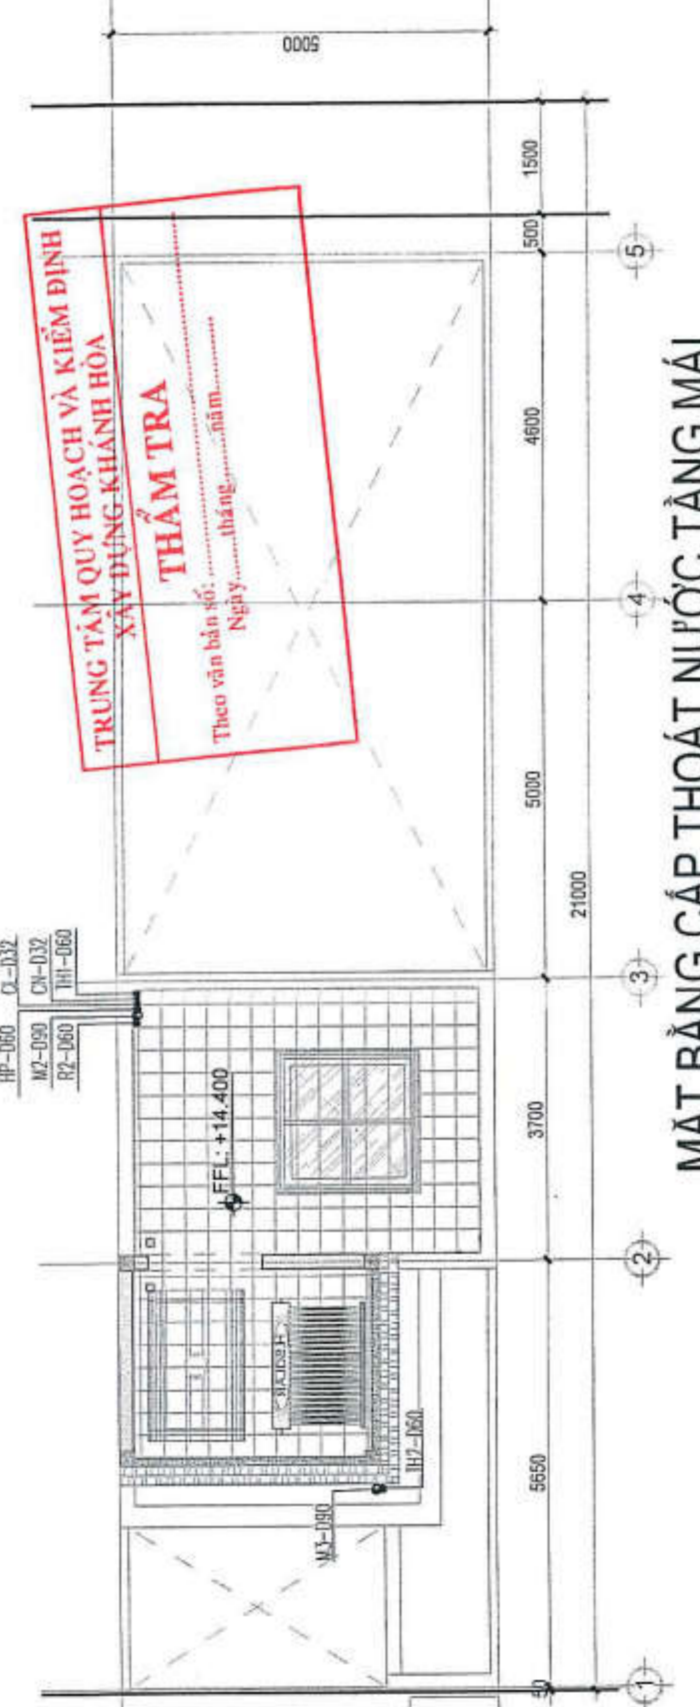 5000
TRUNG TÂM QUY HOẠCH VÀ KIỂM ĐỊNH
XÂY DỰNG KHÁNH HÒA
THẨM TRA
Theo văn bản số:
Ngày.........tháng.........năm.........
HP-D60 CL-D32
M2-D90 CN-D32
R2-D60 TH1-D60
FFL: +14.400
HSOLAR
M3-D90
TH2-D60
5650
3700
5000
4600
500
1500
21000
1
2
3
4
5
MẶT BẰNG CẤP THOÁT NƯỚC TẦNG MÁI